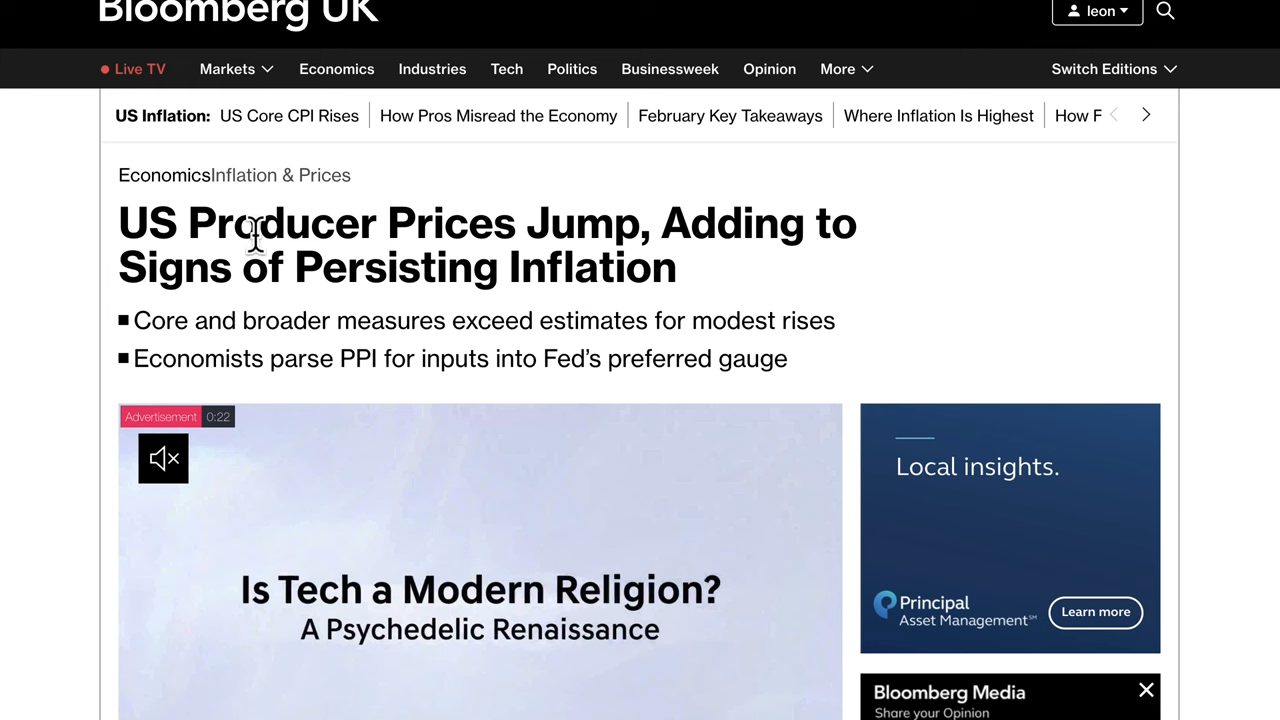 Bloomberg UK
leon
Live TV Markets Economics Industries Tech Politics Businessweek Opinion More Switch Editions
US Inflation: US Core CPI Rises How Pros Misread the Economy February Key Takeaways Where Inflation Is Highest How F
EconomicsInflation & Prices
US Producer Prices Jump, Adding to
Signs of Persisting Inflation
Core and broader measures exceed estimates for modest rises
Economists parse PPI for inputs into Fed’s preferred gauge
Advertisement 0:22
Is Tech a Modern Religion?
A Psychedelic Renaissance
Local insights.
Principal
Asset Management℠
Learn more
Bloomberg Media
Share your Opinion